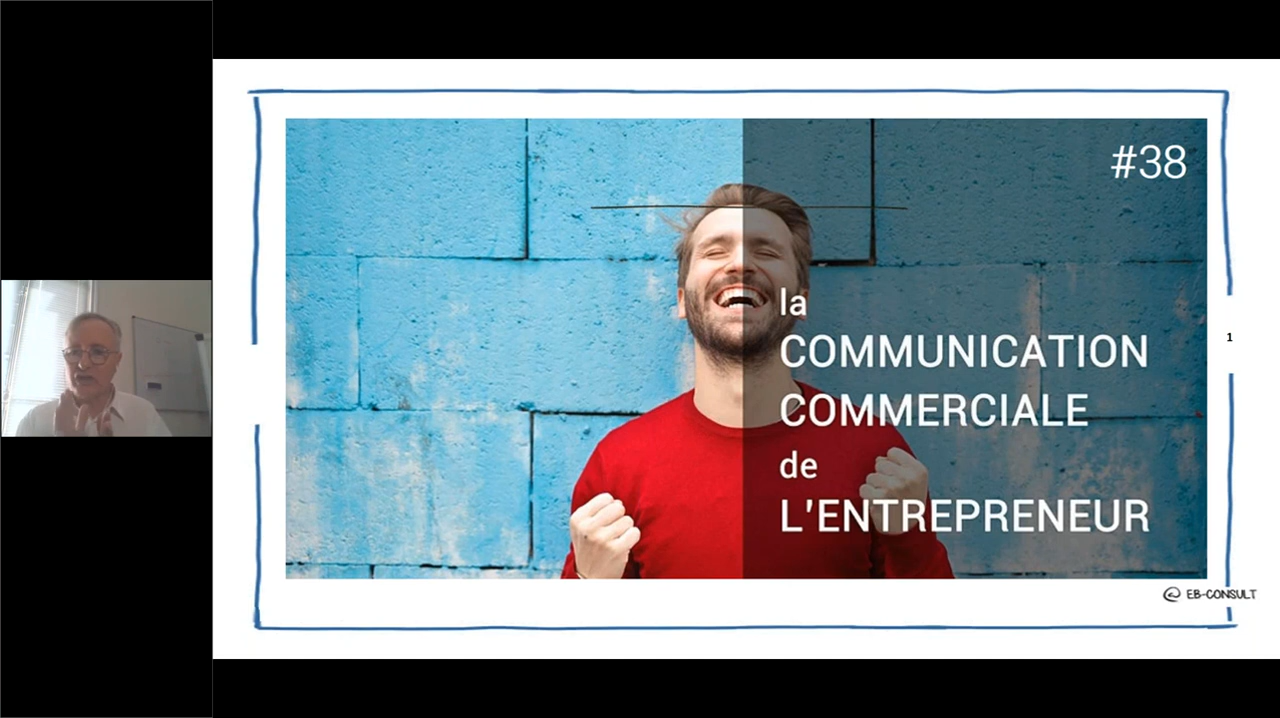 #38
la
COMMUNICATION
COMMERCIALE
de
L'ENTREPRENEUR
1
@ EB-CONSULT